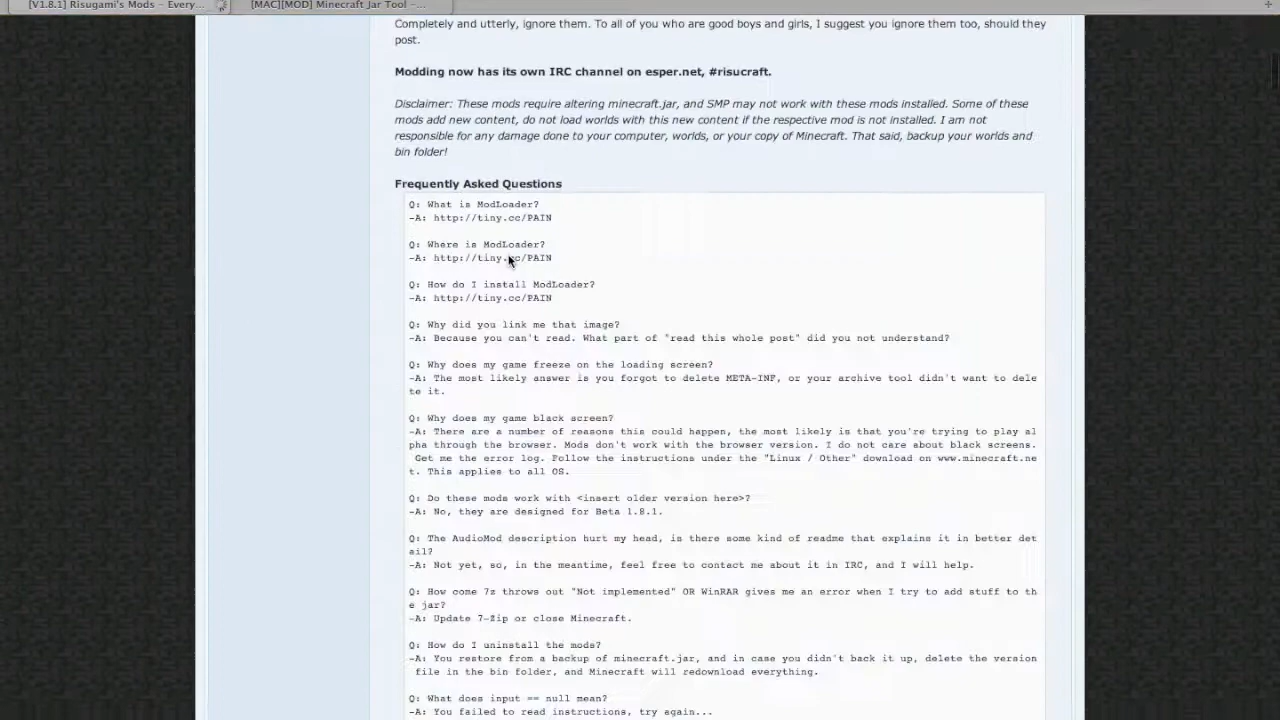 [V1.8.1] Risugami's Mods – Every...
[MAC][MOD] Minecraft Jar Tool –...
Completely and utterly, ignore them. To all of you who are good boys and girls, I suggest you ignore them too, should they
post.
Modding now has its own IRC channel on esper.net, #risucraft.
Disclaimer: These mods require altering minecraft.jar, and SMP may not work with these mods installed. Some of these
mods add new content, do not load worlds with this new content if the respective mod is not installed. I am not
responsible for any damage done to your computer, worlds, or your copy of Minecraft. That said, backup your worlds and
bin folder!
Frequently Asked Questions
Q: What is ModLoader?
-A: http://tiny.cc/PAIN
Q: Where is ModLoader?
-A: http://tiny.cc/PAIN
Q: How do I install ModLoader?
-A: http://tiny.cc/PAIN
Q: Why did you link me that image?
-A: Because you can't read. What part of "read this whole post" did you not understand?
Q: Why does my game freeze on the loading screen?
-A: The most likely answer is you forgot to delete META-INF, or your archive tool didn't want to dele
te it.
Q: Why does my game black screen?
-A: There are a number of reasons this could happen, the most likely is that you're trying to play al
pha through the browser. Mods don't work with the browser version. I do not care about black screens.
Get me the error log. Follow the instructions under the "Linux / Other" download on www.minecraft.ne
t. This applies to all OS.
Q: Do these mods work with <insert older version here>?
-A: No, they are designed for Beta 1.8.1.
Q: The AudioMod description hurt my head, is there some kind of readme that explains it in better det
ail?
-A: Not yet, so, in the meantime, feel free to contact me about it in IRC, and I will help.
Q: How come 7z throws out "Not implemented" OR WinRAR gives me an error when I try to add stuff to th
e jar?
-A: Update 7-Zip or close Minecraft.
Q: How do I uninstall the mods?
-A: You restore from a backup of minecraft.jar, and in case you didn't back it up, delete the version
file in the bin folder, and Minecraft will redownload everything.
Q: What does input == null mean?
-A: You failed to read instructions, try again...